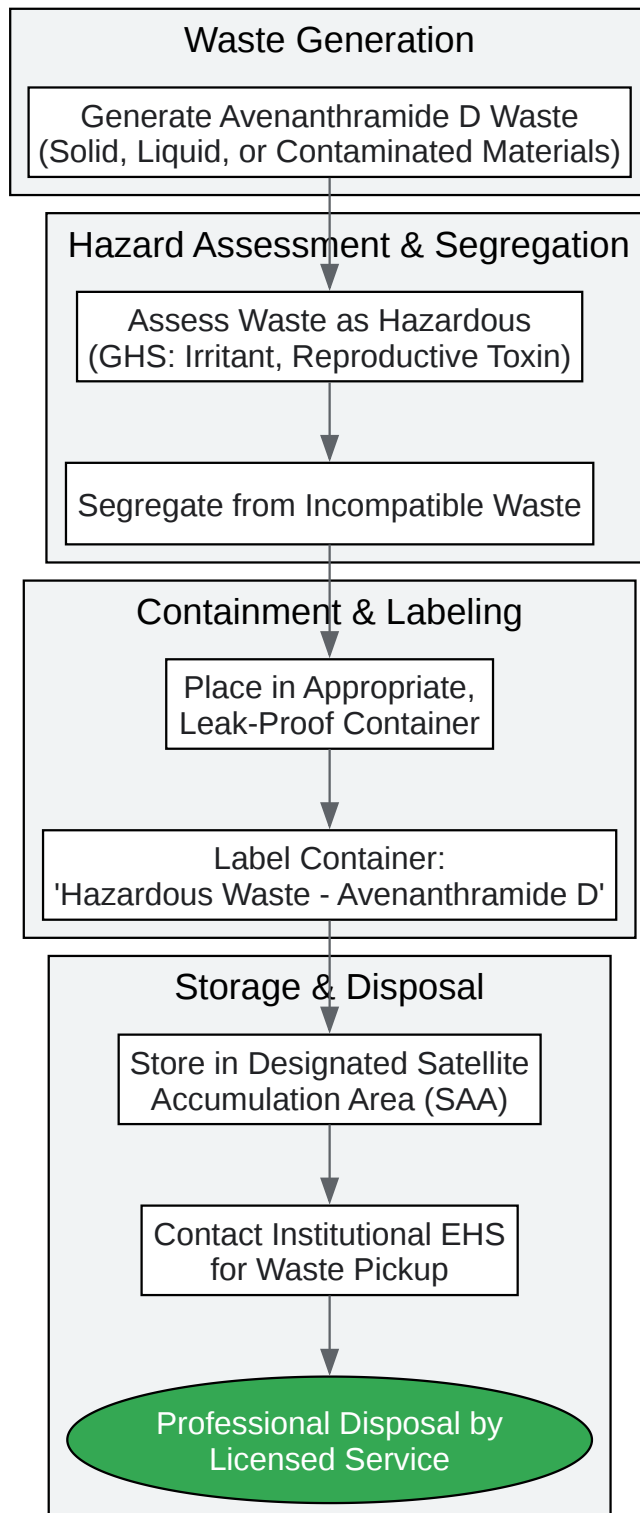 Waste Generation
Generate Avenanthramide D Waste
(Solid, Liquid, or Contaminated Materials)
Hazard Assessment & Segregation
Assess Waste as Hazardous
(GHS: Irritant, Reproductive Toxin)
Segregate from Incompatible Waste
Containment & Labeling
Place in Appropriate,
Leak-Proof Container
Label Container:
'Hazardous Waste - Avenanthramide D'
Storage & Disposal
Store in Designated Satellite
Accumulation Area (SAA)
Contact Institutional EHS
for Waste Pickup
Professional Disposal by
Licensed Service